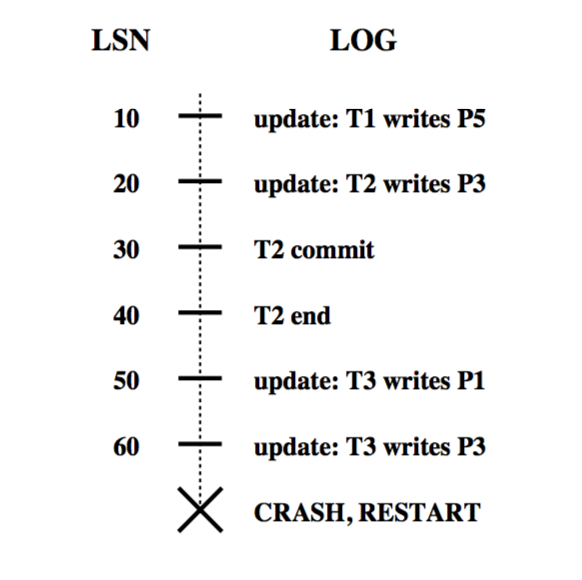 LSN LOG
10 update: T1 writes P5
20 update: T2 writes P3
30 T2 commit
40 T2 end
50 update: T3 writes P1
60 update: T3 writes P3
CRASH, RESTART